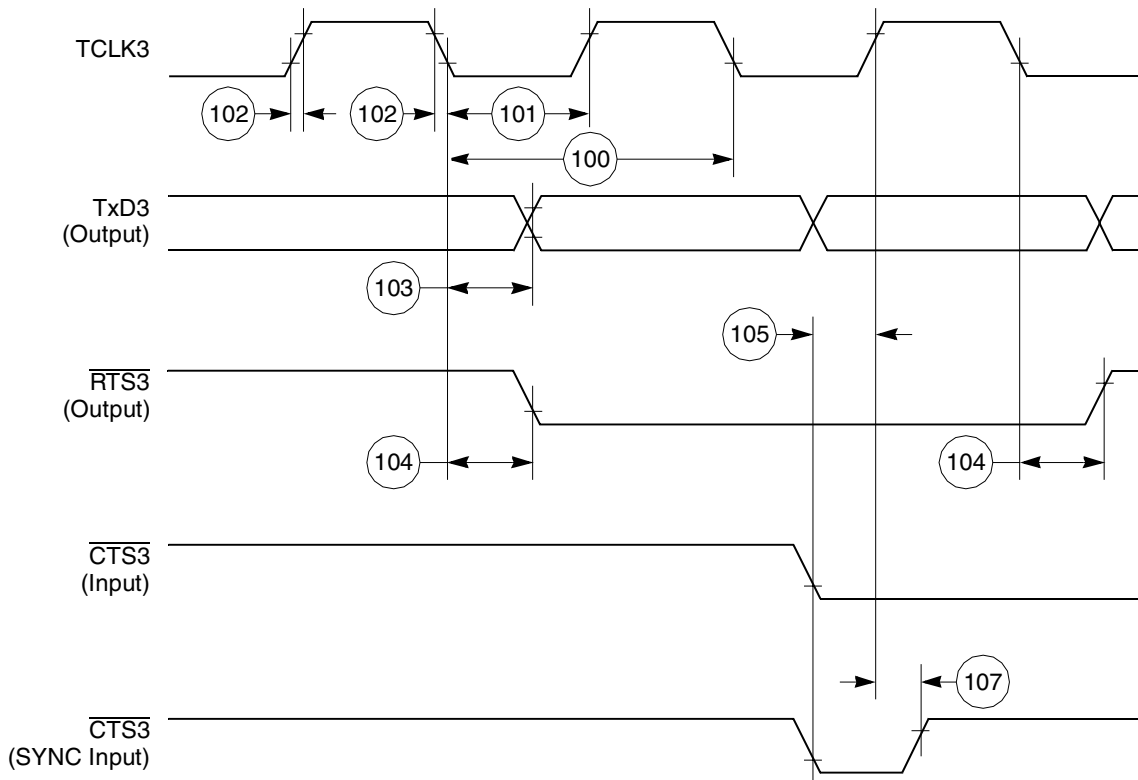 TCLK3
102
102
101
100
TxD3
(Output)
103
105
RTS3
(Output)
104
104
CTS3
(Input)
107
CTS3
(SYNC Input)